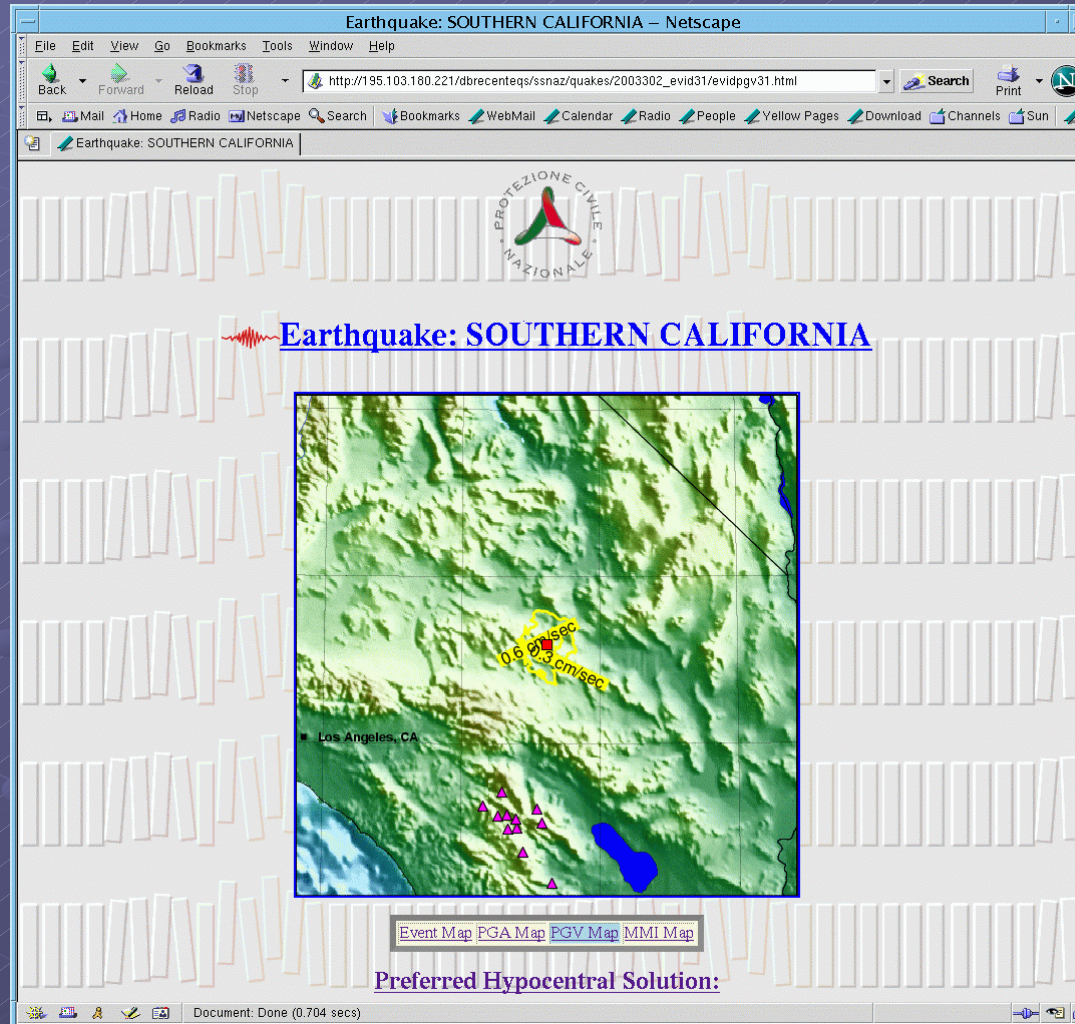 Earthquake: SOUTHERN CALIFORNIA – Netscape
File Edit View Go Bookmarks Tools Window Help
Back Forward Reload Stop http://195.103.180.221/dbrecenteqs/ssnaz/quakes/2003302_evid31/evidpgv31.html Search Print N
Mail Home Radio Netscape Search Bookmarks WebMail Calendar Radio People Yellow Pages Download Channels Sun
Earthquake: SOUTHERN CALIFORNIA
PROTEZIONE CIVILE
NAZIONALE
Earthquake: SOUTHERN CALIFORNIA
0.6 cm/sec
0.3 cm/sec
Los Angeles, CA
Event Map PGA Map PGV Map MMI Map
Preferred Hypocentral Solution:
Document: Done (0.704 secs)